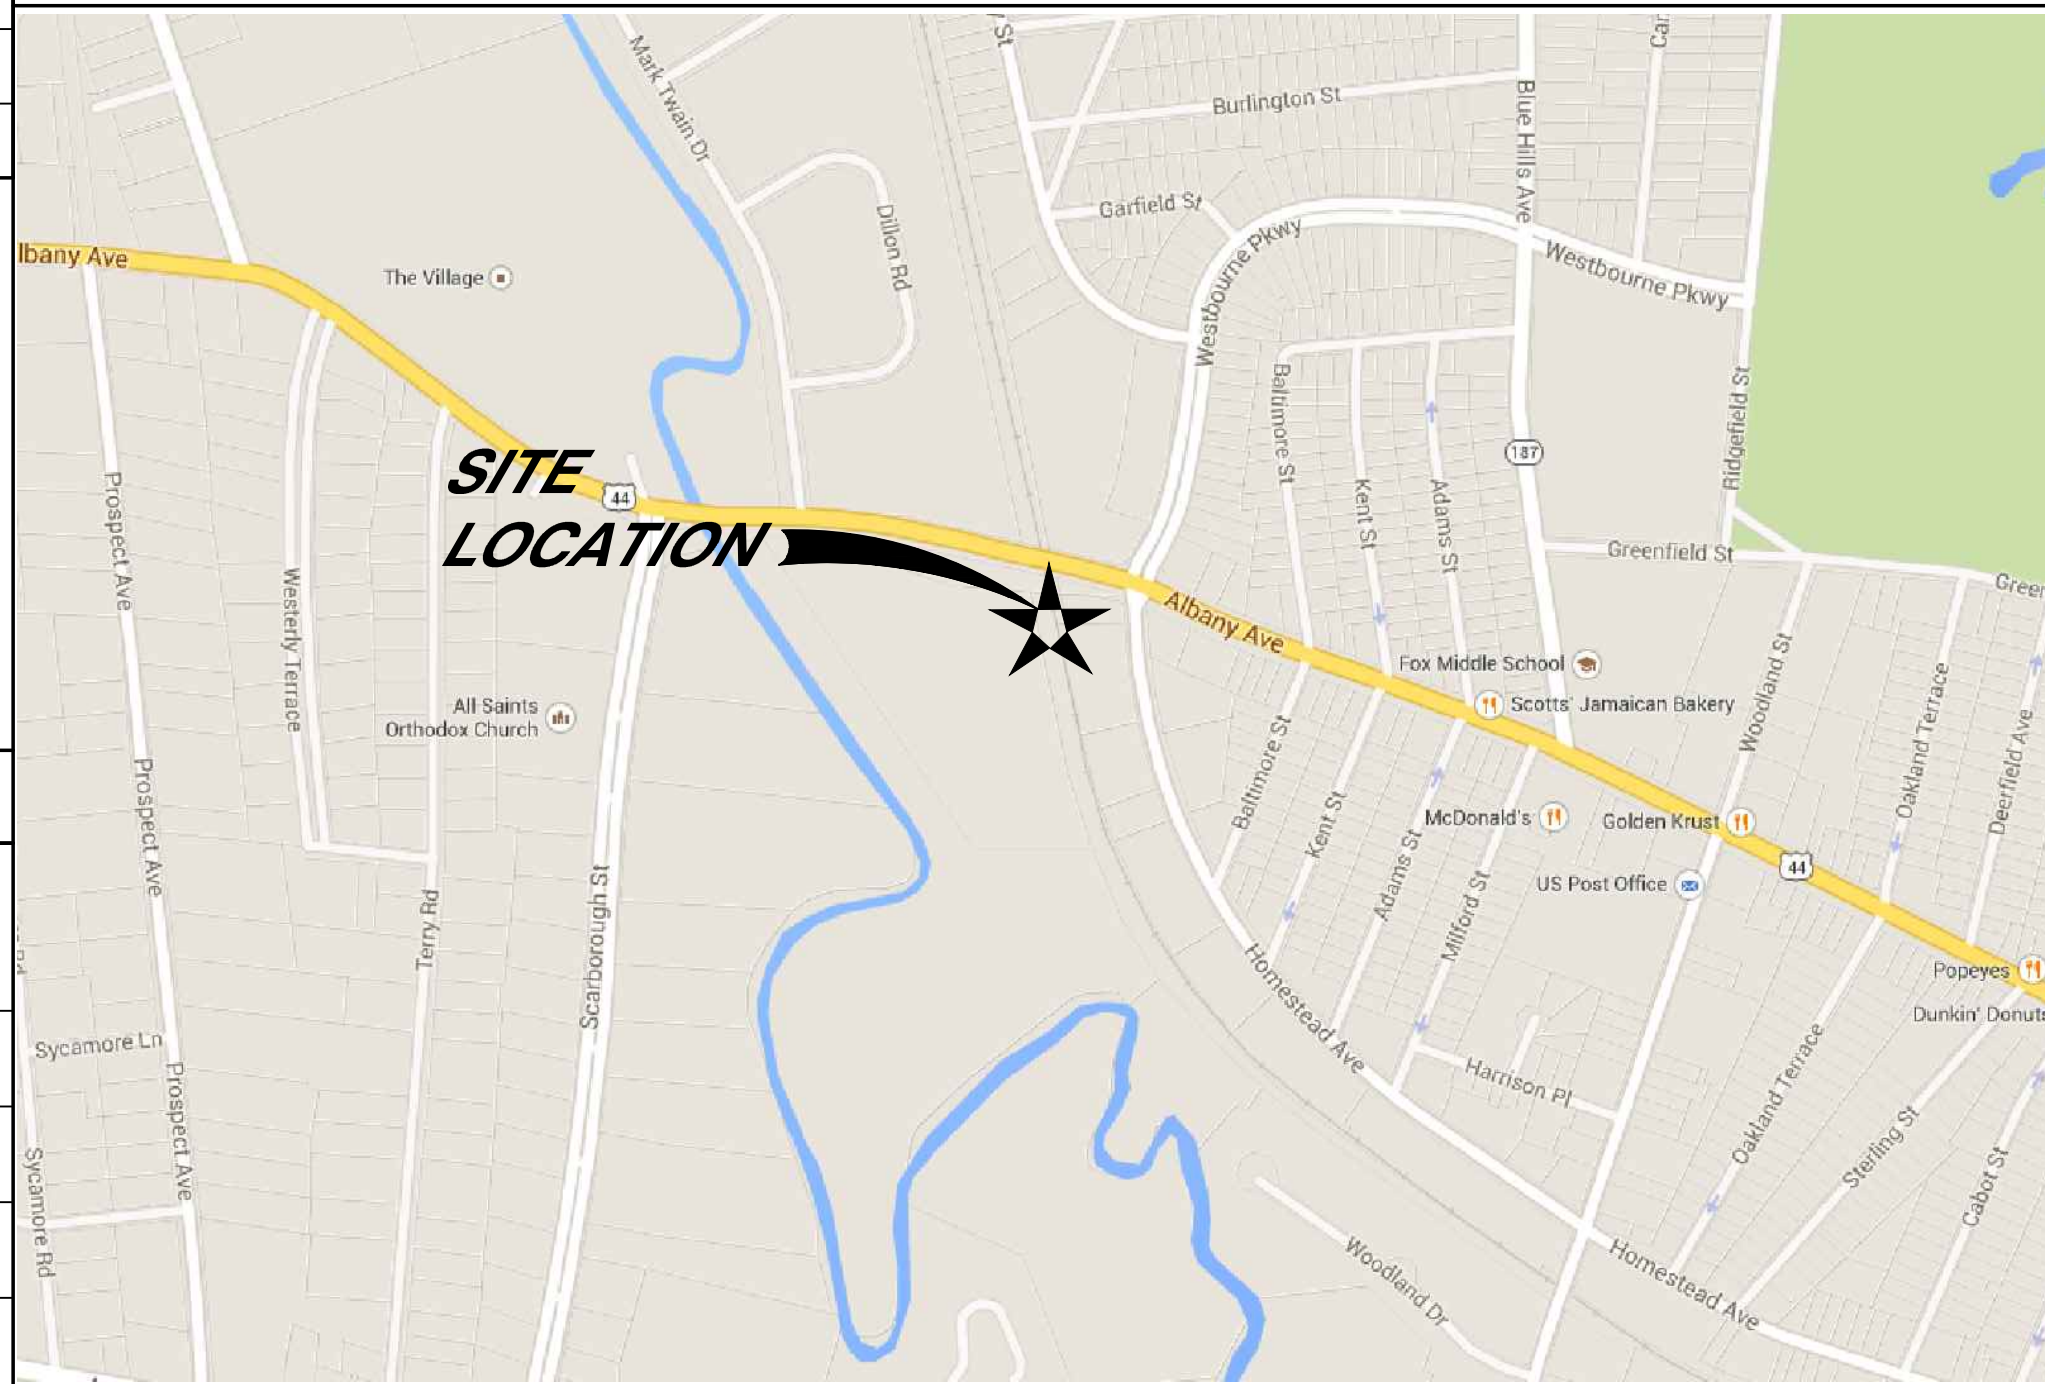 Mark Twain Dr
St
Burlington St
Blue Hills Ave
Garfield St
Dillon Rd
lbany Ave
The Village
Westbourne Pkwy
Westbourne Pkwy
Baltimore St
Ridgefield St
187
SITE
LOCATION
44
Prospect Ave
Kent St
Adams St
Greenfield St
Westerly Terrace
Albany Ave
Fox Middle School
Scotts' Jamaican Bakery
Woodland St
All Saints
Orthodox Church
Oakland Terrace
Deerfield Ave
Baltimore St
Kent St
Prospect Ave
McDonald's
Golden Krust
44
US Post Office
Adams St
Milford St
Terry Rd
Scarborough St
Homestead Ave
Popeyes
Dunkin' Donuts
Sycamore Ln
Harrison Pl
Oakland Terrace
Prospect Ave
Sterling St
Cabot St
Sycamore Rd
Woodland Dr
Homestead Ave